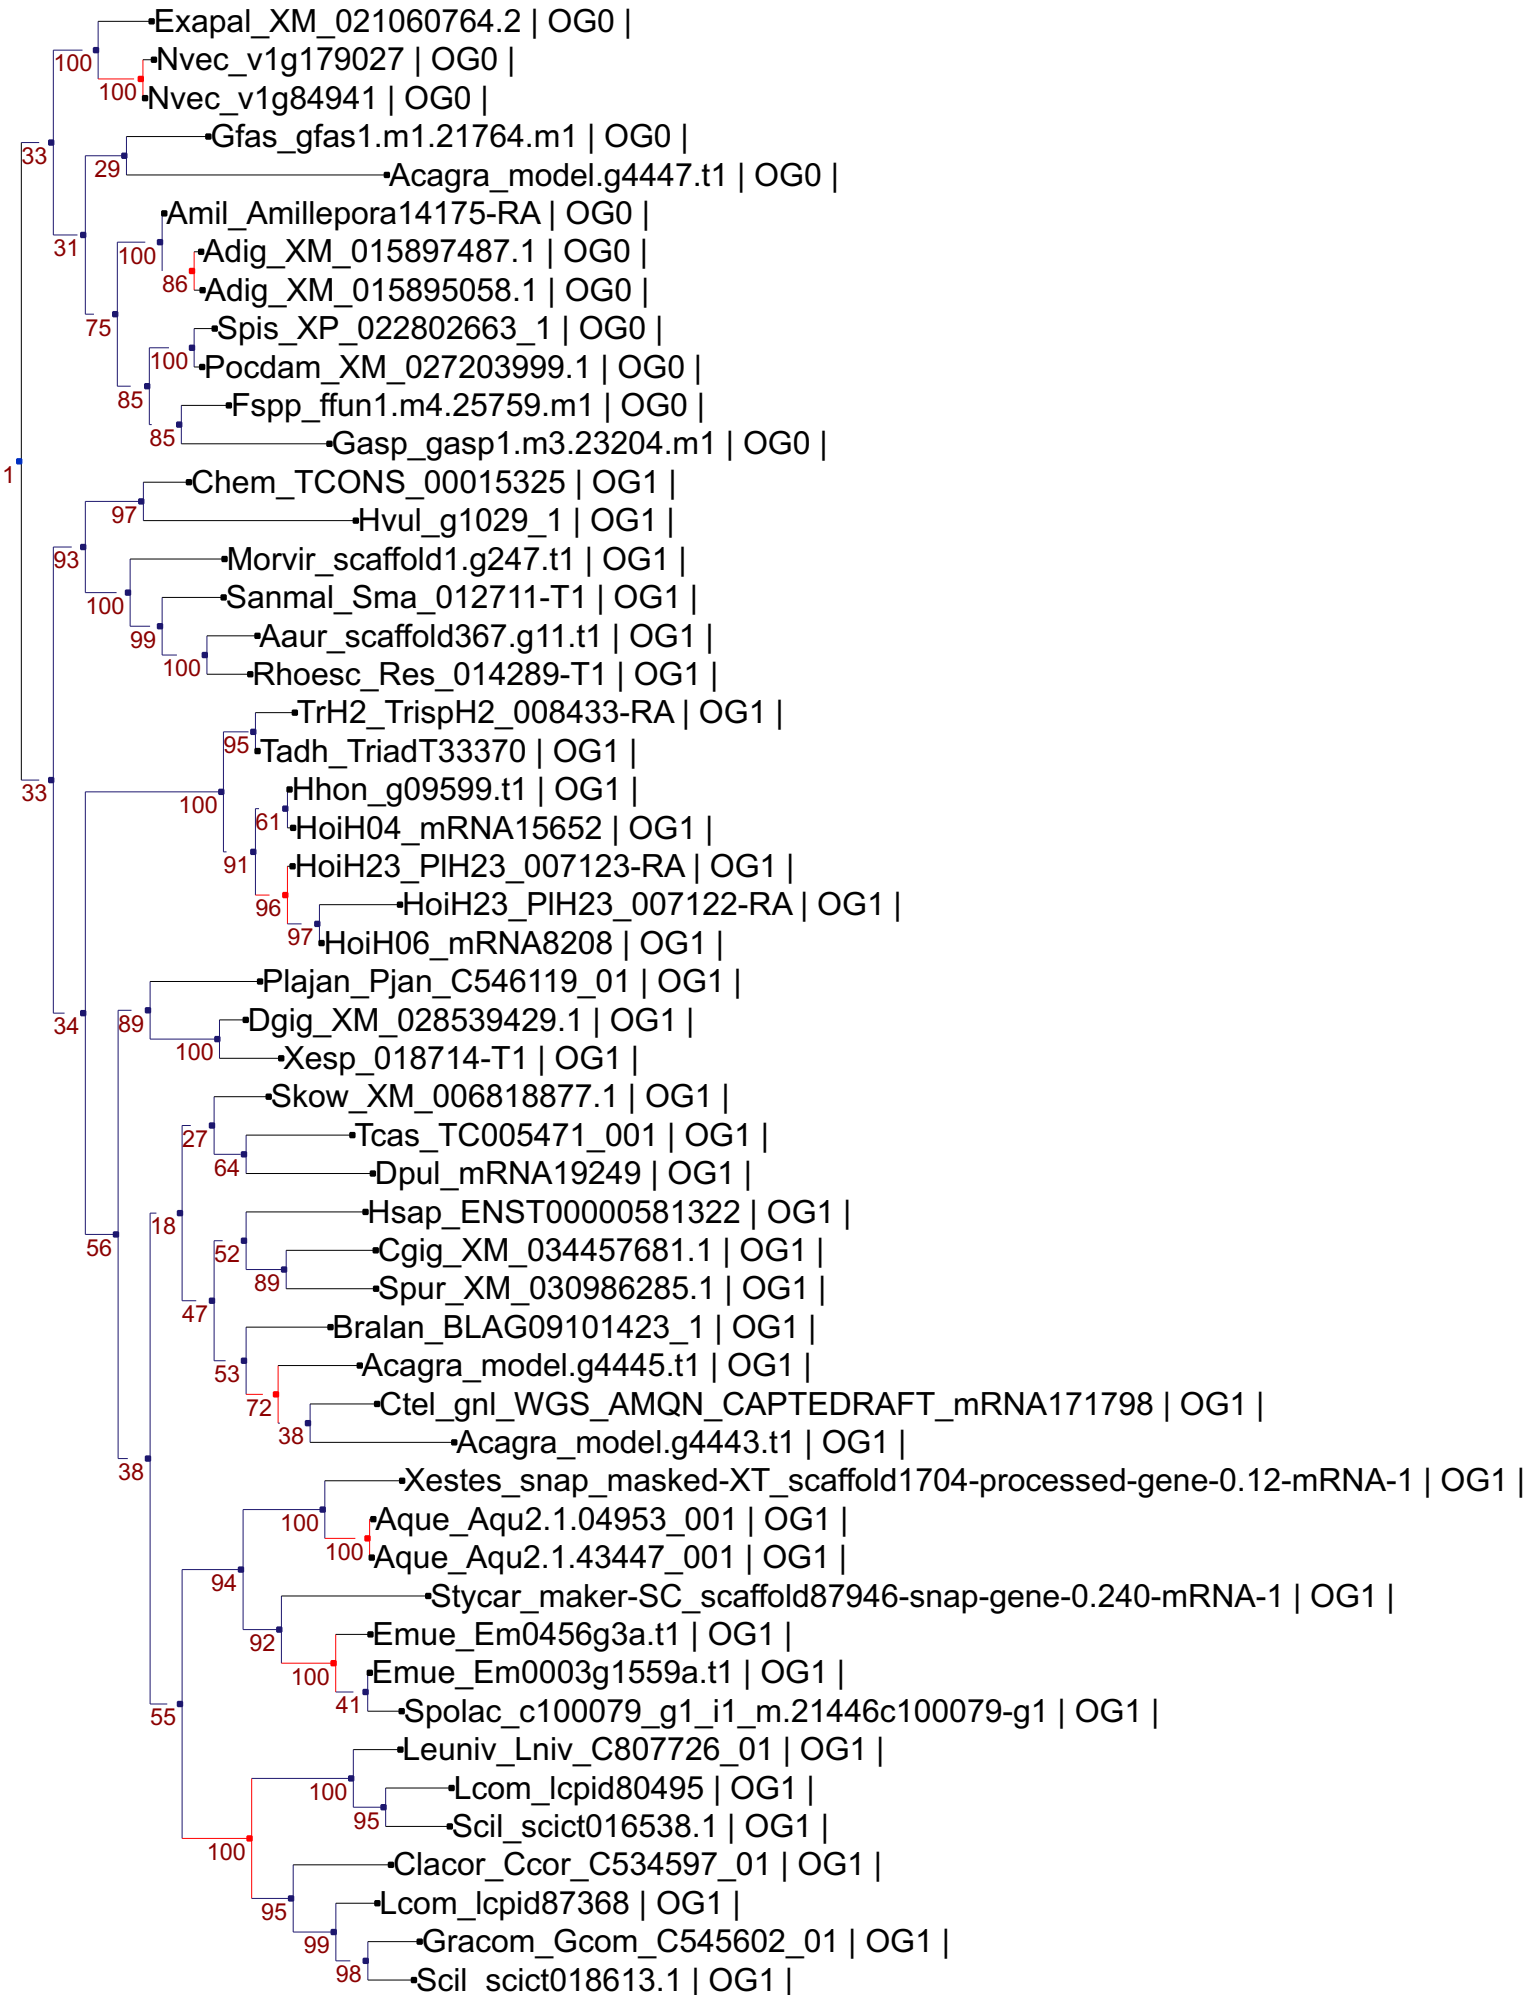 Exapal_XM_021060764.2 | OG0 |
Nvec_v1g179027 | OG0 |
100
100
Nvec_v1g84941 | OG0 |
Gfas_gfas1.m1.21764.m1 | OG0 |
33
29
Acagra_model.g4447.t1 | OG0 |
Amil_Amillepora14175-RA | OG0 |
31
100
Adig_XM_015897487.1 | OG0 |
86
Adig_XM_015895058.1 | OG0 |
75
Spis_XP_022802663_1 | OG0 |
100
Pocdam_XM_027203999.1 | OG0 |
85
Fspp_ffun1.m4.25759.m1 | OG0 |
85
Gasp_gasp1.m3.23204.m1 | OG0 |
1
Chem_TCONS_00015325 | OG1 |
97
Hvul_g1029_1 | OG1 |
93
Morvir_scaffold1.g247.t1 | OG1 |
100
Sanmal_Sma_012711-T1 | OG1 |
99
Aaur_scaffold367.g11.t1 | OG1 |
100
Rhoesc_Res_014289-T1 | OG1 |
TrH2_TrispH2_008433-RA | OG1 |
95
Tadh_TriadT33370 | OG1 |
33
100
Hhon_g09599.t1 | OG1 |
61
HoiH04_mRNA15652 | OG1 |
91
HoiH23_PlH23_007123-RA | OG1 |
96
HoiH23_PlH23_007122-RA | OG1 |
97
HoiH06_mRNA8208 | OG1 |
Plajan_Pjan_C546119_01 | OG1 |
34
89
Dgig_XM_028539429.1 | OG1 |
100
Xesp_018714-T1 | OG1 |
Skow_XM_006818877.1 | OG1 |
27
Tcas_TC005471_001 | OG1 |
64
Dpul_mRNA19249 | OG1 |
18
Hsap_ENST00000581322 | OG1 |
56
52
Cgig_XM_034457681.1 | OG1 |
89
Spur_XM_030986285.1 | OG1 |
47
Bralan_BLAG09101423_1 | OG1 |
53
Acagra_model.g4445.t1 | OG1 |
72
Ctel_gnl_WGS_AMQN_CAPTEDRAFT_mRNA171798 | OG1 |
38
Acagra_model.g4443.t1 | OG1 |
38
Xestes_snap_masked-XT_scaffold1704-processed-gene-0.12-mRNA-1 | OG1 |
100
Aque_Aqu2.1.04953_001 | OG1 |
100
Aque_Aqu2.1.43447_001 | OG1 |
94
Stycar_maker-SC_scaffold87946-snap-gene-0.240-mRNA-1 | OG1 |
92
Emue_Em0456g3a.t1 | OG1 |
100
Emue_Em0003g1559a.t1 | OG1 |
41
Spolac_c100079_g1_i1_m.21446c100079-g1 | OG1 |
55
Leuniv_Lniv_C807726_01 | OG1 |
100
Lcom_lcpid80495 | OG1 |
95
Scil_scict016538.1 | OG1 |
100
Clacor_Ccor_C534597_01 | OG1 |
95
Lcom_lcpid87368 | OG1 |
99
Gracom_Gcom_C545602_01 | OG1 |
98
Scil_scict018613.1 | OG1 |